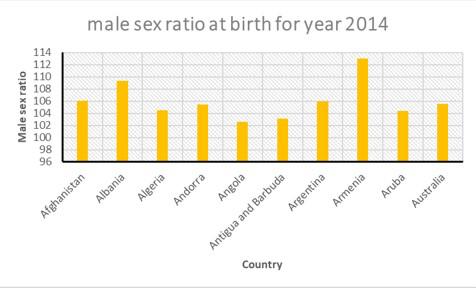 male sex ratio at birth for year 2014
Male sex ratio
114
112
110
108
106
104
102
100
98
96
Afghanistan
Albania
Algeria
Andorra
Angola
Antigua and Barbuda
Argentina
Armenia
Aruba
Australia
Country